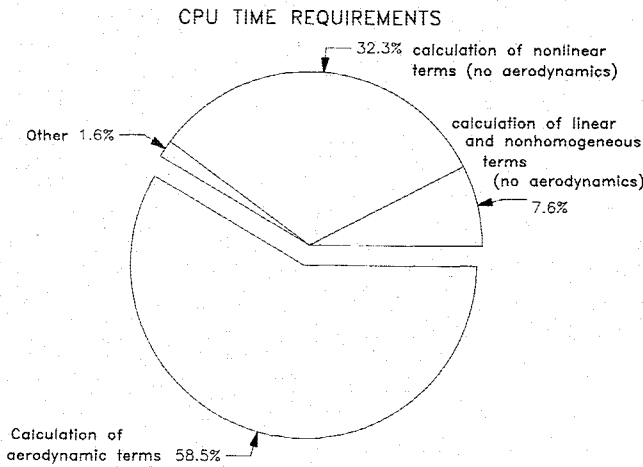 CPU TIME REQUIREMENTS
32.3% calculation of nonlinear
terms (no aerodynamics)
Other 1.6%
calculation of linear
and nonhomogeneous
terms
(no aerodynamics)
7.6%
Calculation of
aerodynamic terms 58.5%